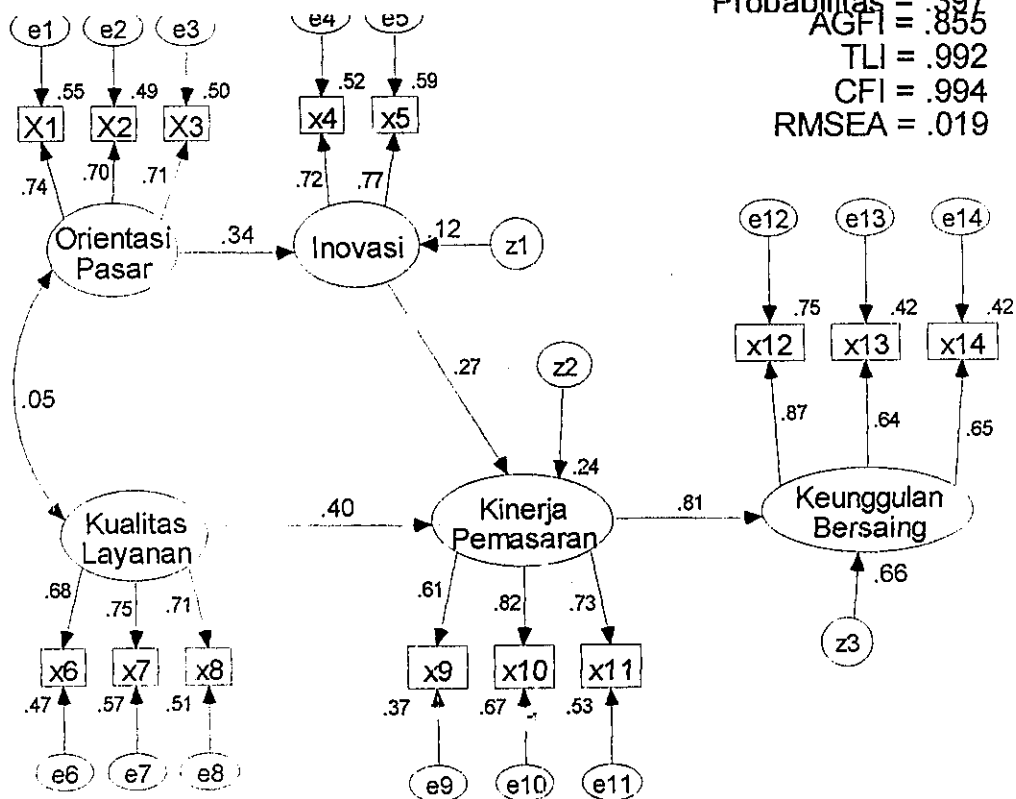 Probabilitas = .397
AGFI = .855
TLI = .992
CFI = .994
RMSEA = .019
e1 e2 e3 e4 e5
.55 .49 .50 .52 .59
X1 X2 X3 x4 x5
.74 .70 .71 .72 .77
Orientasi
Pasar
.34
Inovasi
.12
z1
e12 e13 e14
.75 .42 .42
x12 x13 x14
.87 .64 .65
.05
.27
z2
.24
Kualitas
Layanan
.40
Kinerja
Pemasaran
.81
Keunggulan
Bersaing
.66
z3
.68 .75 .71
x6 x7 x8
.47 .57 .51
e6 e7 e8
.61 .82 .73
x9 x10 x11
.37 .67 .53
e9 e10 e11